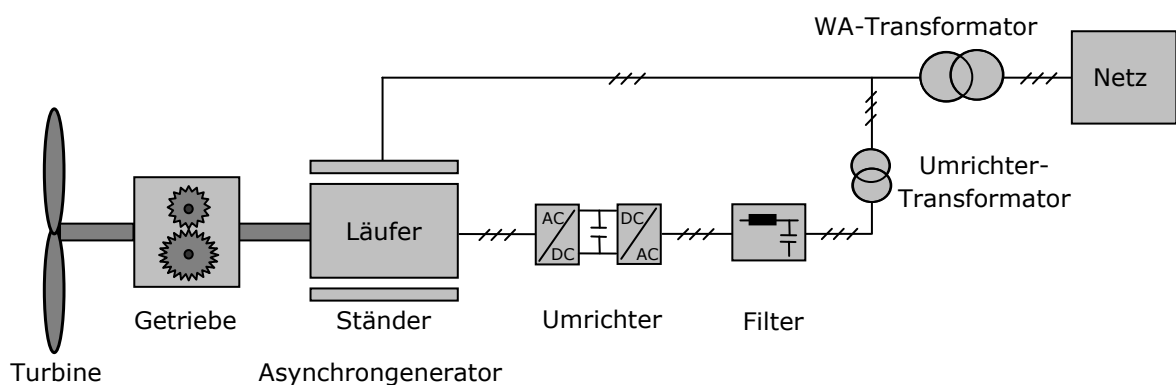 WA-Transformator
Netz
Umrichter-
Transformator
Läufer
AC
DC
DC
AC
Getriebe
Ständer
Umrichter
Filter
Turbine
Asynchrongenerator